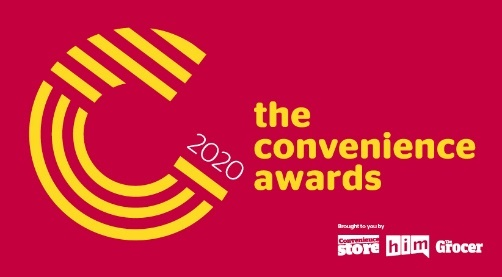 2020
the
convenience
awards
Brought to you by
Convenience
store
him
The
Grocer